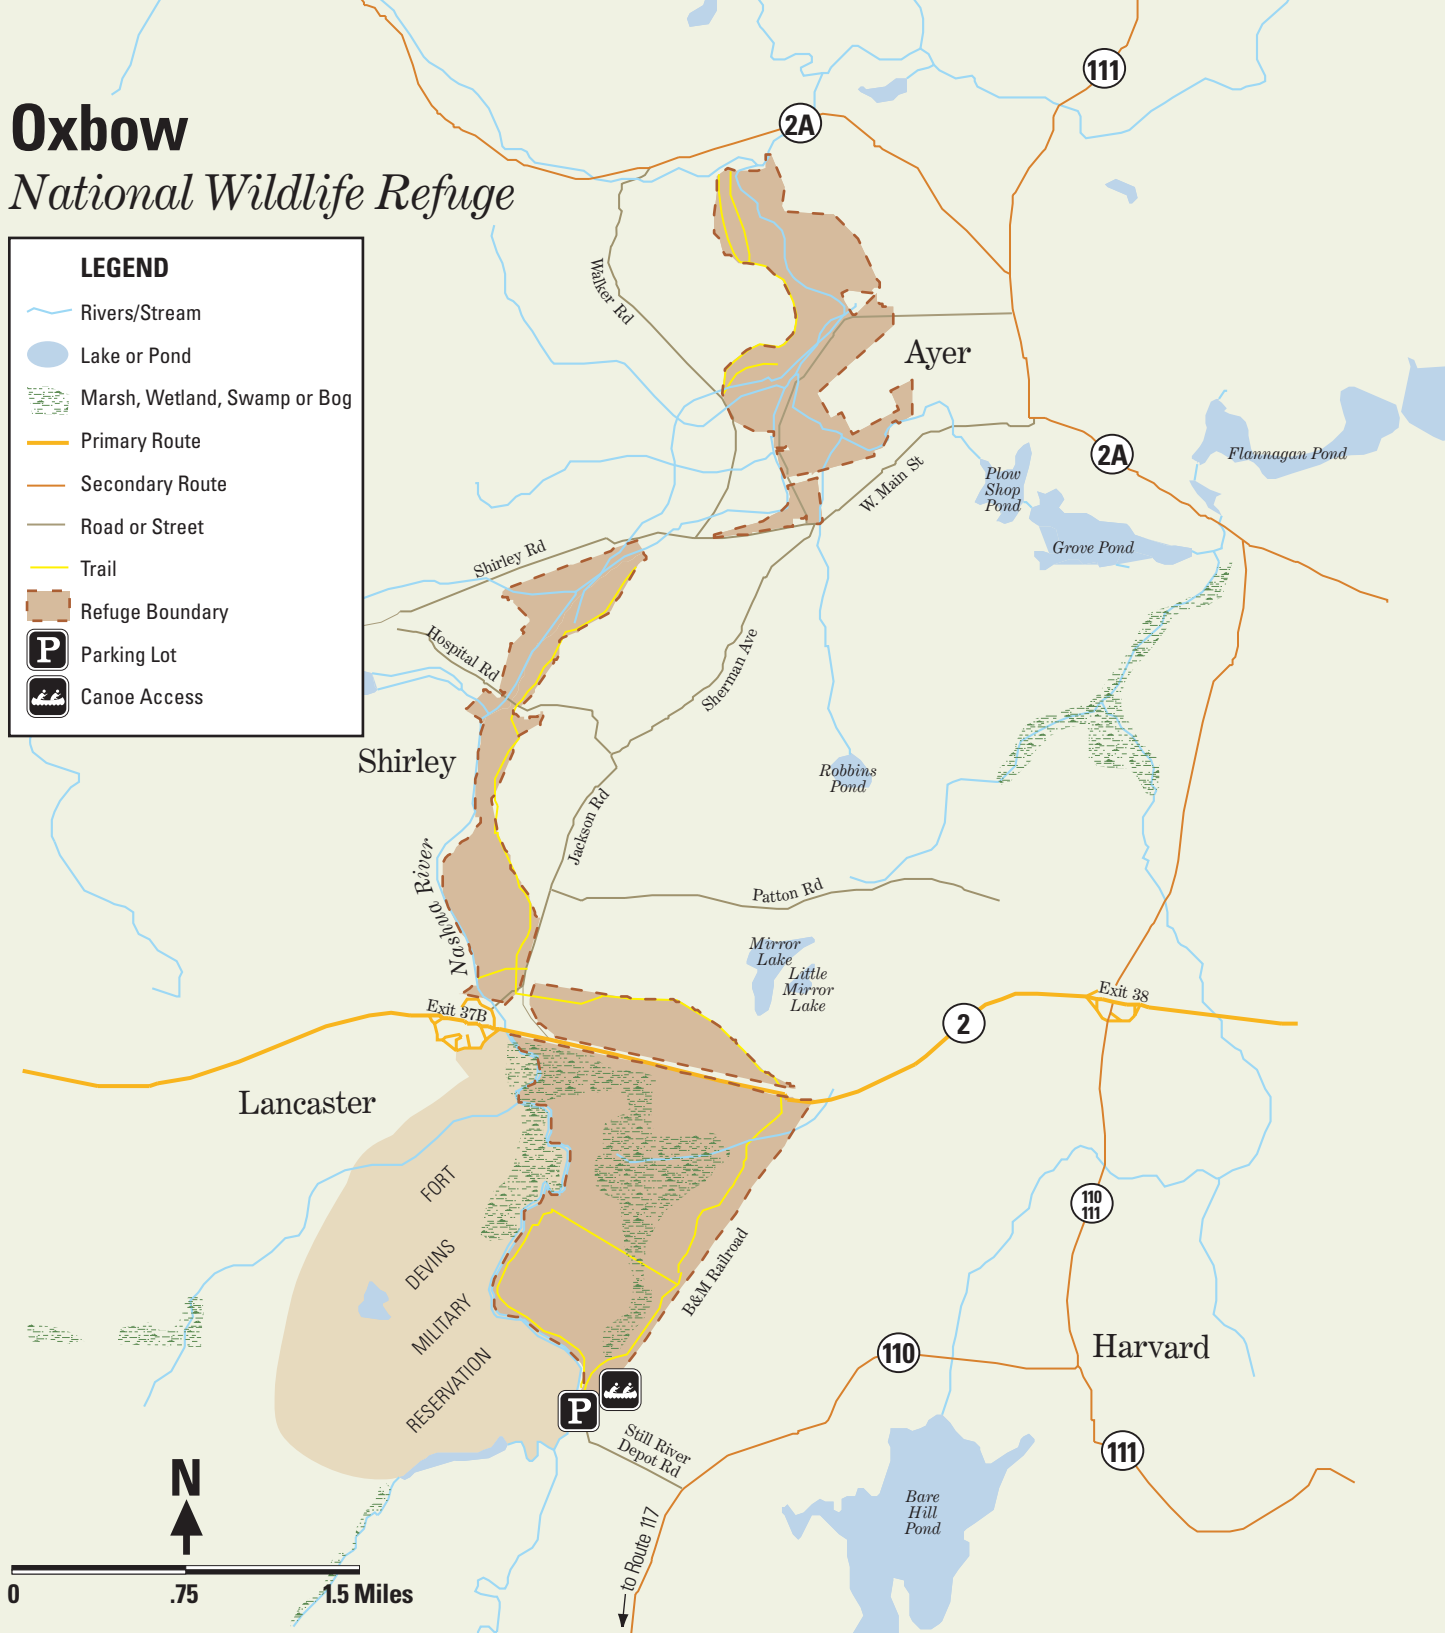 Oxbow
National Wildlife Refuge
LEGEND
Rivers/Stream
Lake or Pond
Marsh, Wetland, Swamp or Bog
Primary Route
Secondary Route
Road or Street
Trail
Refuge Boundary
P
Parking Lot
Canoe Access
111
2A
Walker Rd
Ayer
2A
W. Main St
Plow
Shop
Pond
Flannagan Pond
Grove Pond
Shirley Rd
Hospital Rd
Sherman Ave
Shirley
Robbins
Pond
Jackson Rd
Nashua River
Patton Rd
Mirror
Lake
Little
Mirror
Lake
Exit 37B
Exit 38
2
Lancaster
FORT
DEVINS
MILITARY
RESERVATION
B&M Railroad
110
111
110
Harvard
P
Still River
Depot Rd
111
Bare
Hill
Pond
to Route 117
N
0
.75
1.5 Miles